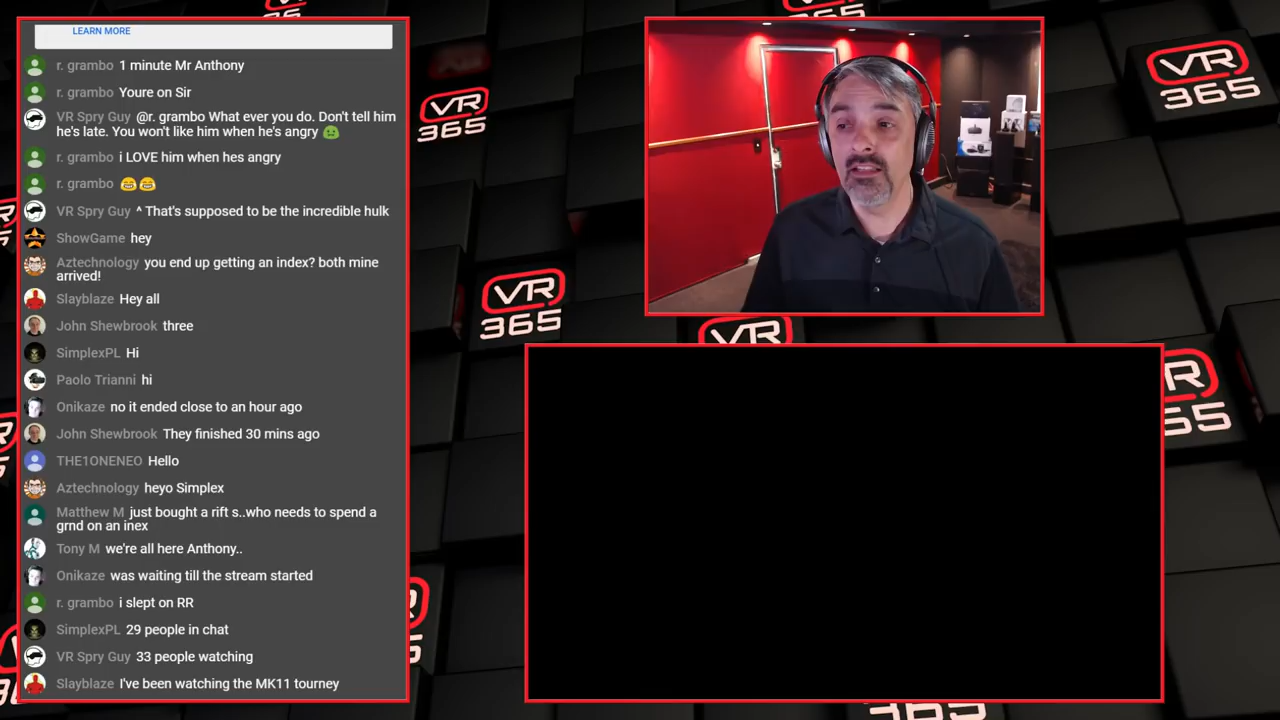 LEARN MORE
r. grambo 1 minute Mr Anthony
r. grambo Youre on Sir
VR Spry Guy @r. grambo What ever you do. Don't tell him
he's late. You won't like him when he's angry
r. grambo i LOVE him when hes angry
r. grambo
VR Spry Guy ^ That's supposed to be the incredible hulk
ShowGame hey
Aztechnology you end up getting an index? both mine
arrived!
Slayblaze Hey all
John Shewbrook three
SimplexPL Hi
Paolo Trianni hi
Onikaze no it ended close to an hour ago
John Shewbrook They finished 30 mins ago
THE1ONENEO Hello
Aztechnology heyo Simplex
Matthew M just bought a rift s..who needs to spend a
grnd on an inex
Tony M we're all here Anthony..
Onikaze was waiting till the stream started
r. grambo i slept on RR
SimplexPL 29 people in chat
VR Spry Guy 33 people watching
Slayblaze I've been watching the MK11 tourney
VR
365
VR
365
VR
365
VR
R
65
365